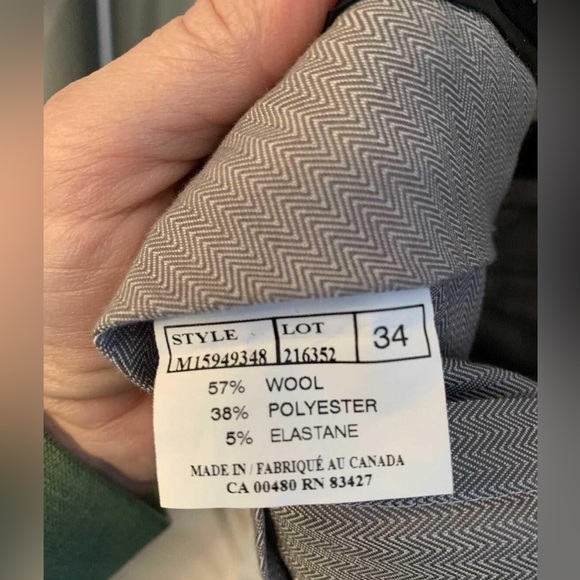 STYLE LOT 34
M15949348 216352
57% WOOL
38% POLYESTER
5% ELASTANE
MADE IN / FABRIQUÉ AU CANADA
CA 00480 RN 83427